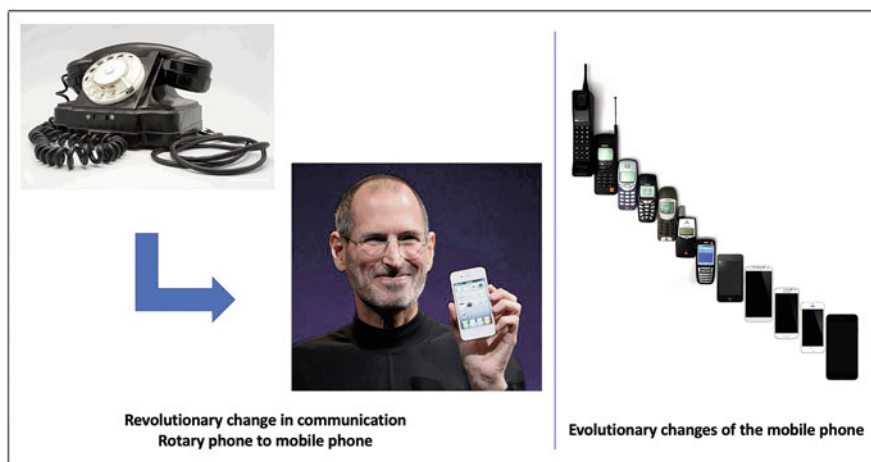 Revolutionary change in communication
Rotary phone to mobile phone
Evolutionary changes of the mobile phone